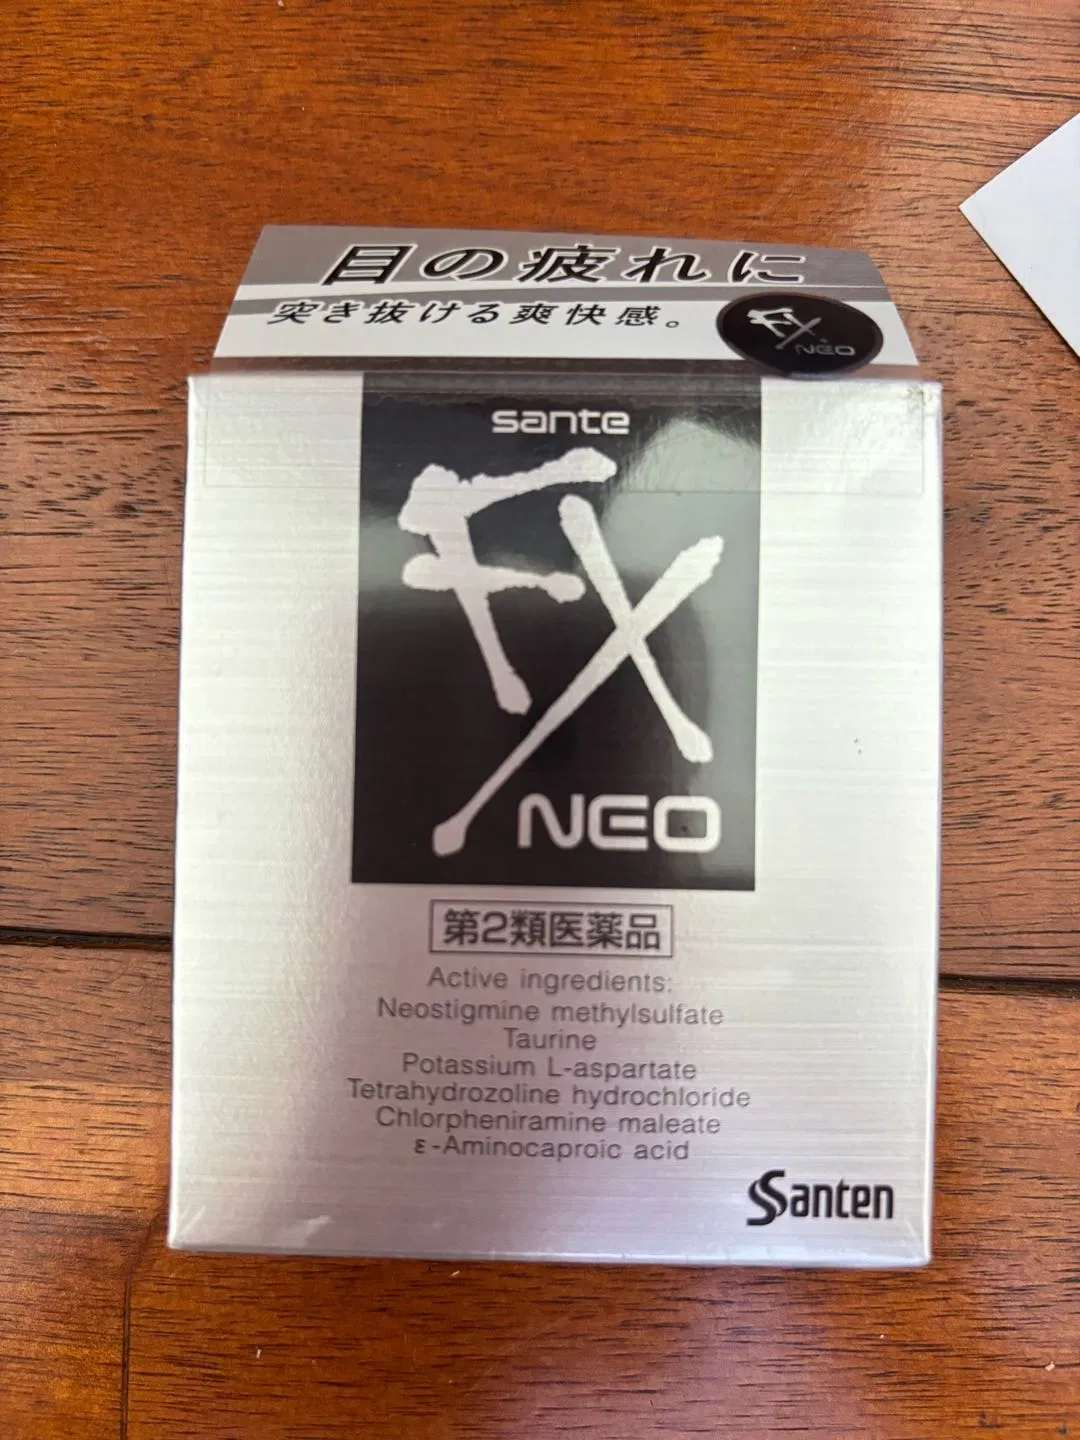 目の疲れに
突き抜ける爽快感。
FX
NEO
sante
FX
NEO
第2類医薬品
Active ingredients:
Neostigmine methylsulfate
Taurine
Potassium L-aspartate
Tetrahydrozoline hydrochloride
Chlorpheniramine maleate
ε-Aminocaproic acid
Santen